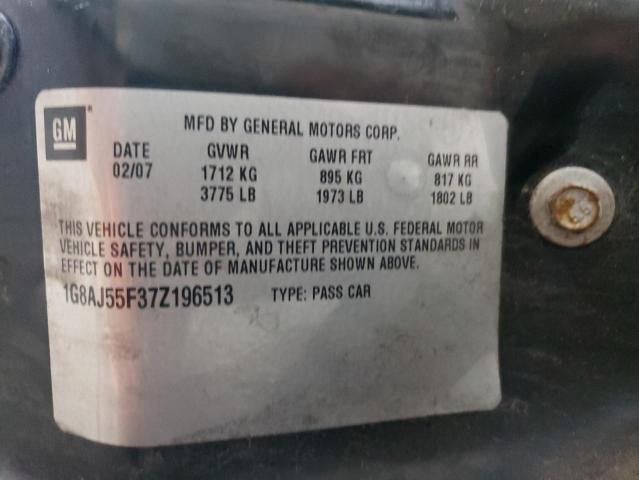 GM ®
MFD BY GENERAL MOTORS CORP.
DATE GVWR GAWR FRT GAWR RR
02/07 1712 KG 895 KG 817 KG
3775 LB 1973 LB 1802 LB
THIS VEHICLE CONFORMS TO ALL APPLICABLE U.S. FEDERAL MOTOR
VEHICLE SAFETY, BUMPER, AND THEFT PREVENTION STANDARDS IN
EFFECT ON THE DATE OF MANUFACTURE SHOWN ABOVE.
1G8AJ55F37Z196513 TYPE: PASS CAR